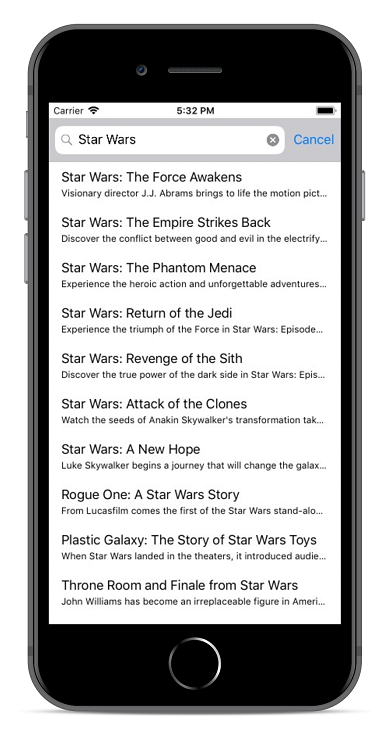 Carrier 5:32 PM
Star Wars Cancel
Star Wars: The Force Awakens
Visionary director J.J. Abrams brings to life the motion pict...
Star Wars: The Empire Strikes Back
Discover the conflict between good and evil in the electrify...
Star Wars: The Phantom Menace
Experience the heroic action and unforgettable adventures...
Star Wars: Return of the Jedi
Experience the triumph of the Force in Star Wars: Episode...
Star Wars: Revenge of the Sith
Discover the true power of the dark side in Star Wars: Epis...
Star Wars: Attack of the Clones
Watch the seeds of Anakin Skywalker's transformation tak...
Star Wars: A New Hope
Luke Skywalker begins a journey that will change the galax...
Rogue One: A Star Wars Story
From Lucasfilm comes the first of the Star Wars stand-alo...
Plastic Galaxy: The Story of Star Wars Toys
When Star Wars landed in the theaters, it introduced audie...
Throne Room and Finale from Star Wars
John Williams has become an irreplaceable figure in Ameri...